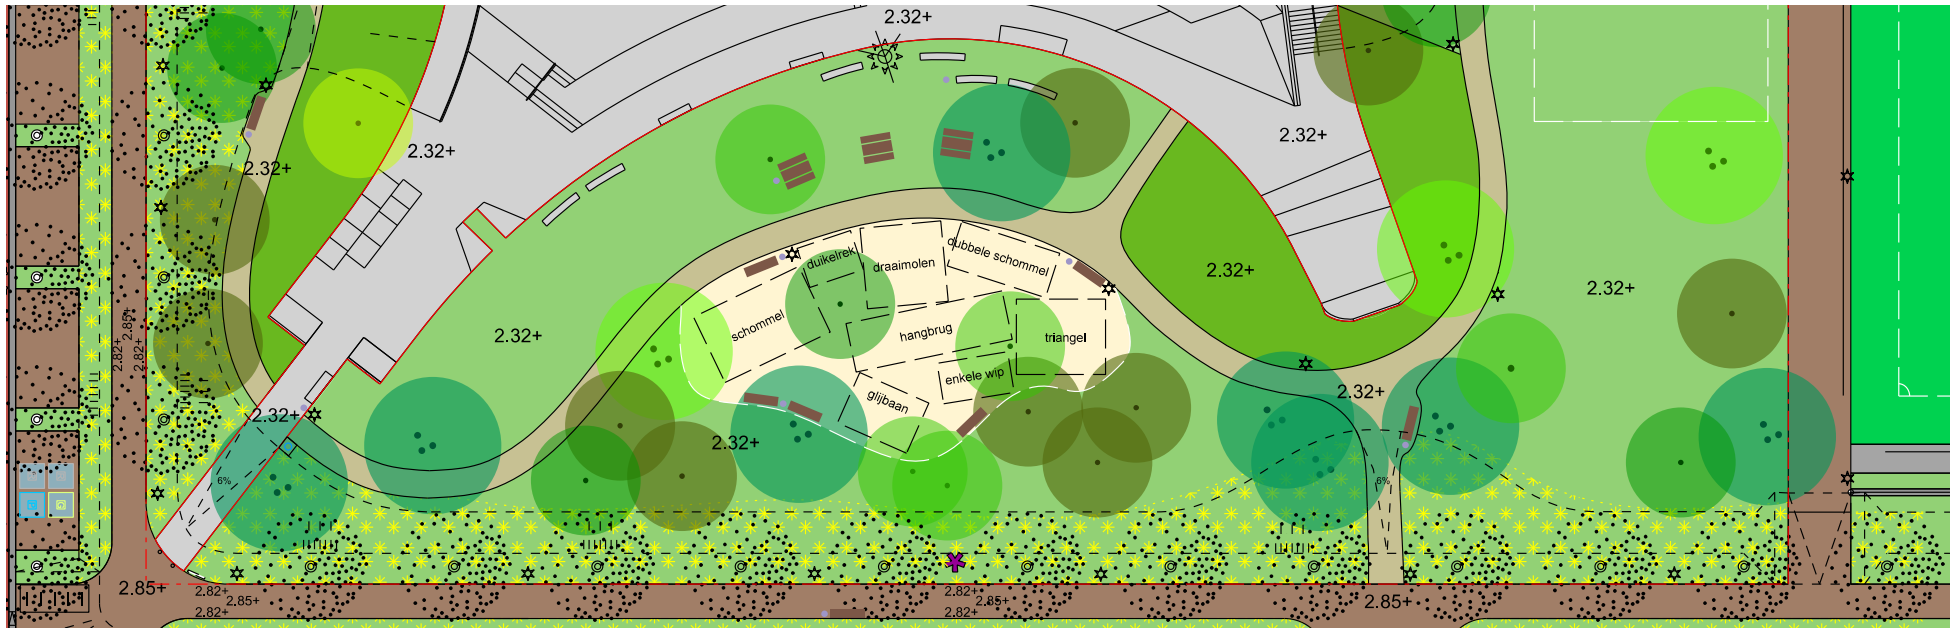 2.32+
2.32+
2.32+
2.32+
duikelrek
draaimolen
dubbele schommel
2.32+
2.32+
schommel
hangbrug
triangel
2.32+
2.85+
2.82+
2.82+
enkele wip
glijbaan
2.32+
2.32+
2.32+
6%
6%
2.85+
2.82+
2.85+
2.82+
2.82+
2.85+
2.82+
2.85+